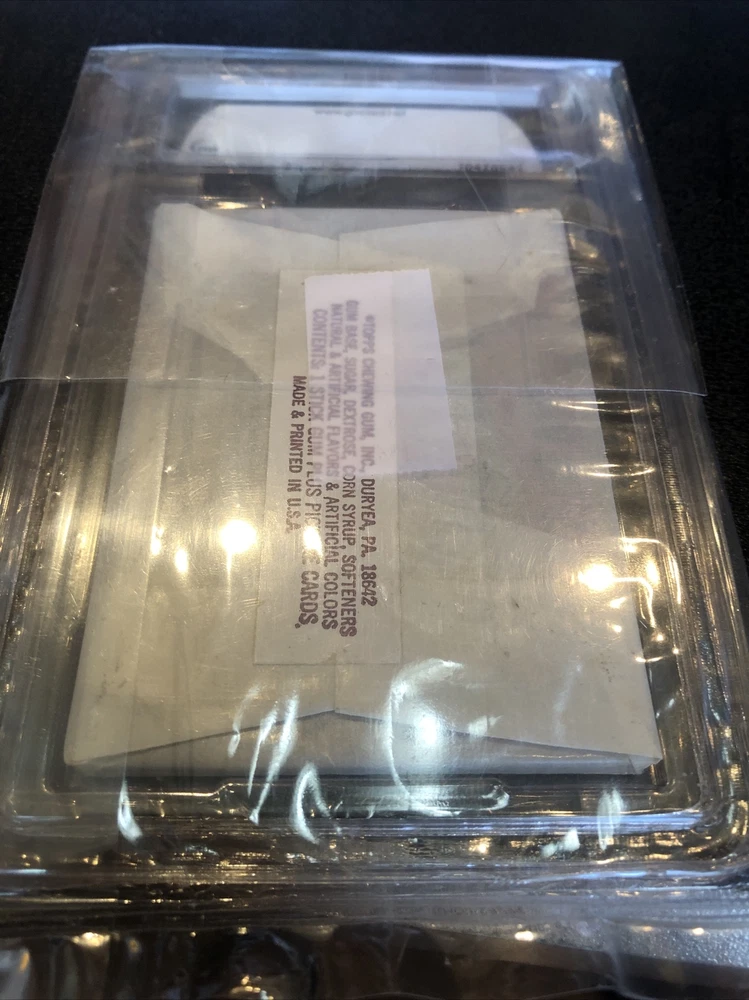 ©TOPPS CHEWING GUM, INC., DURYEA, PA. 18642
GUM BASE, SUGAR, DEXTROSE, CORN SYRUP, SOFTENERS
NATURAL & ARTIFICIAL FLAVORS & ARTIFICIAL COLORS
CONTENTS: 1 STICK GUM PLUS PICTURE CARDS.
MADE & PRINTED IN U.S.A.